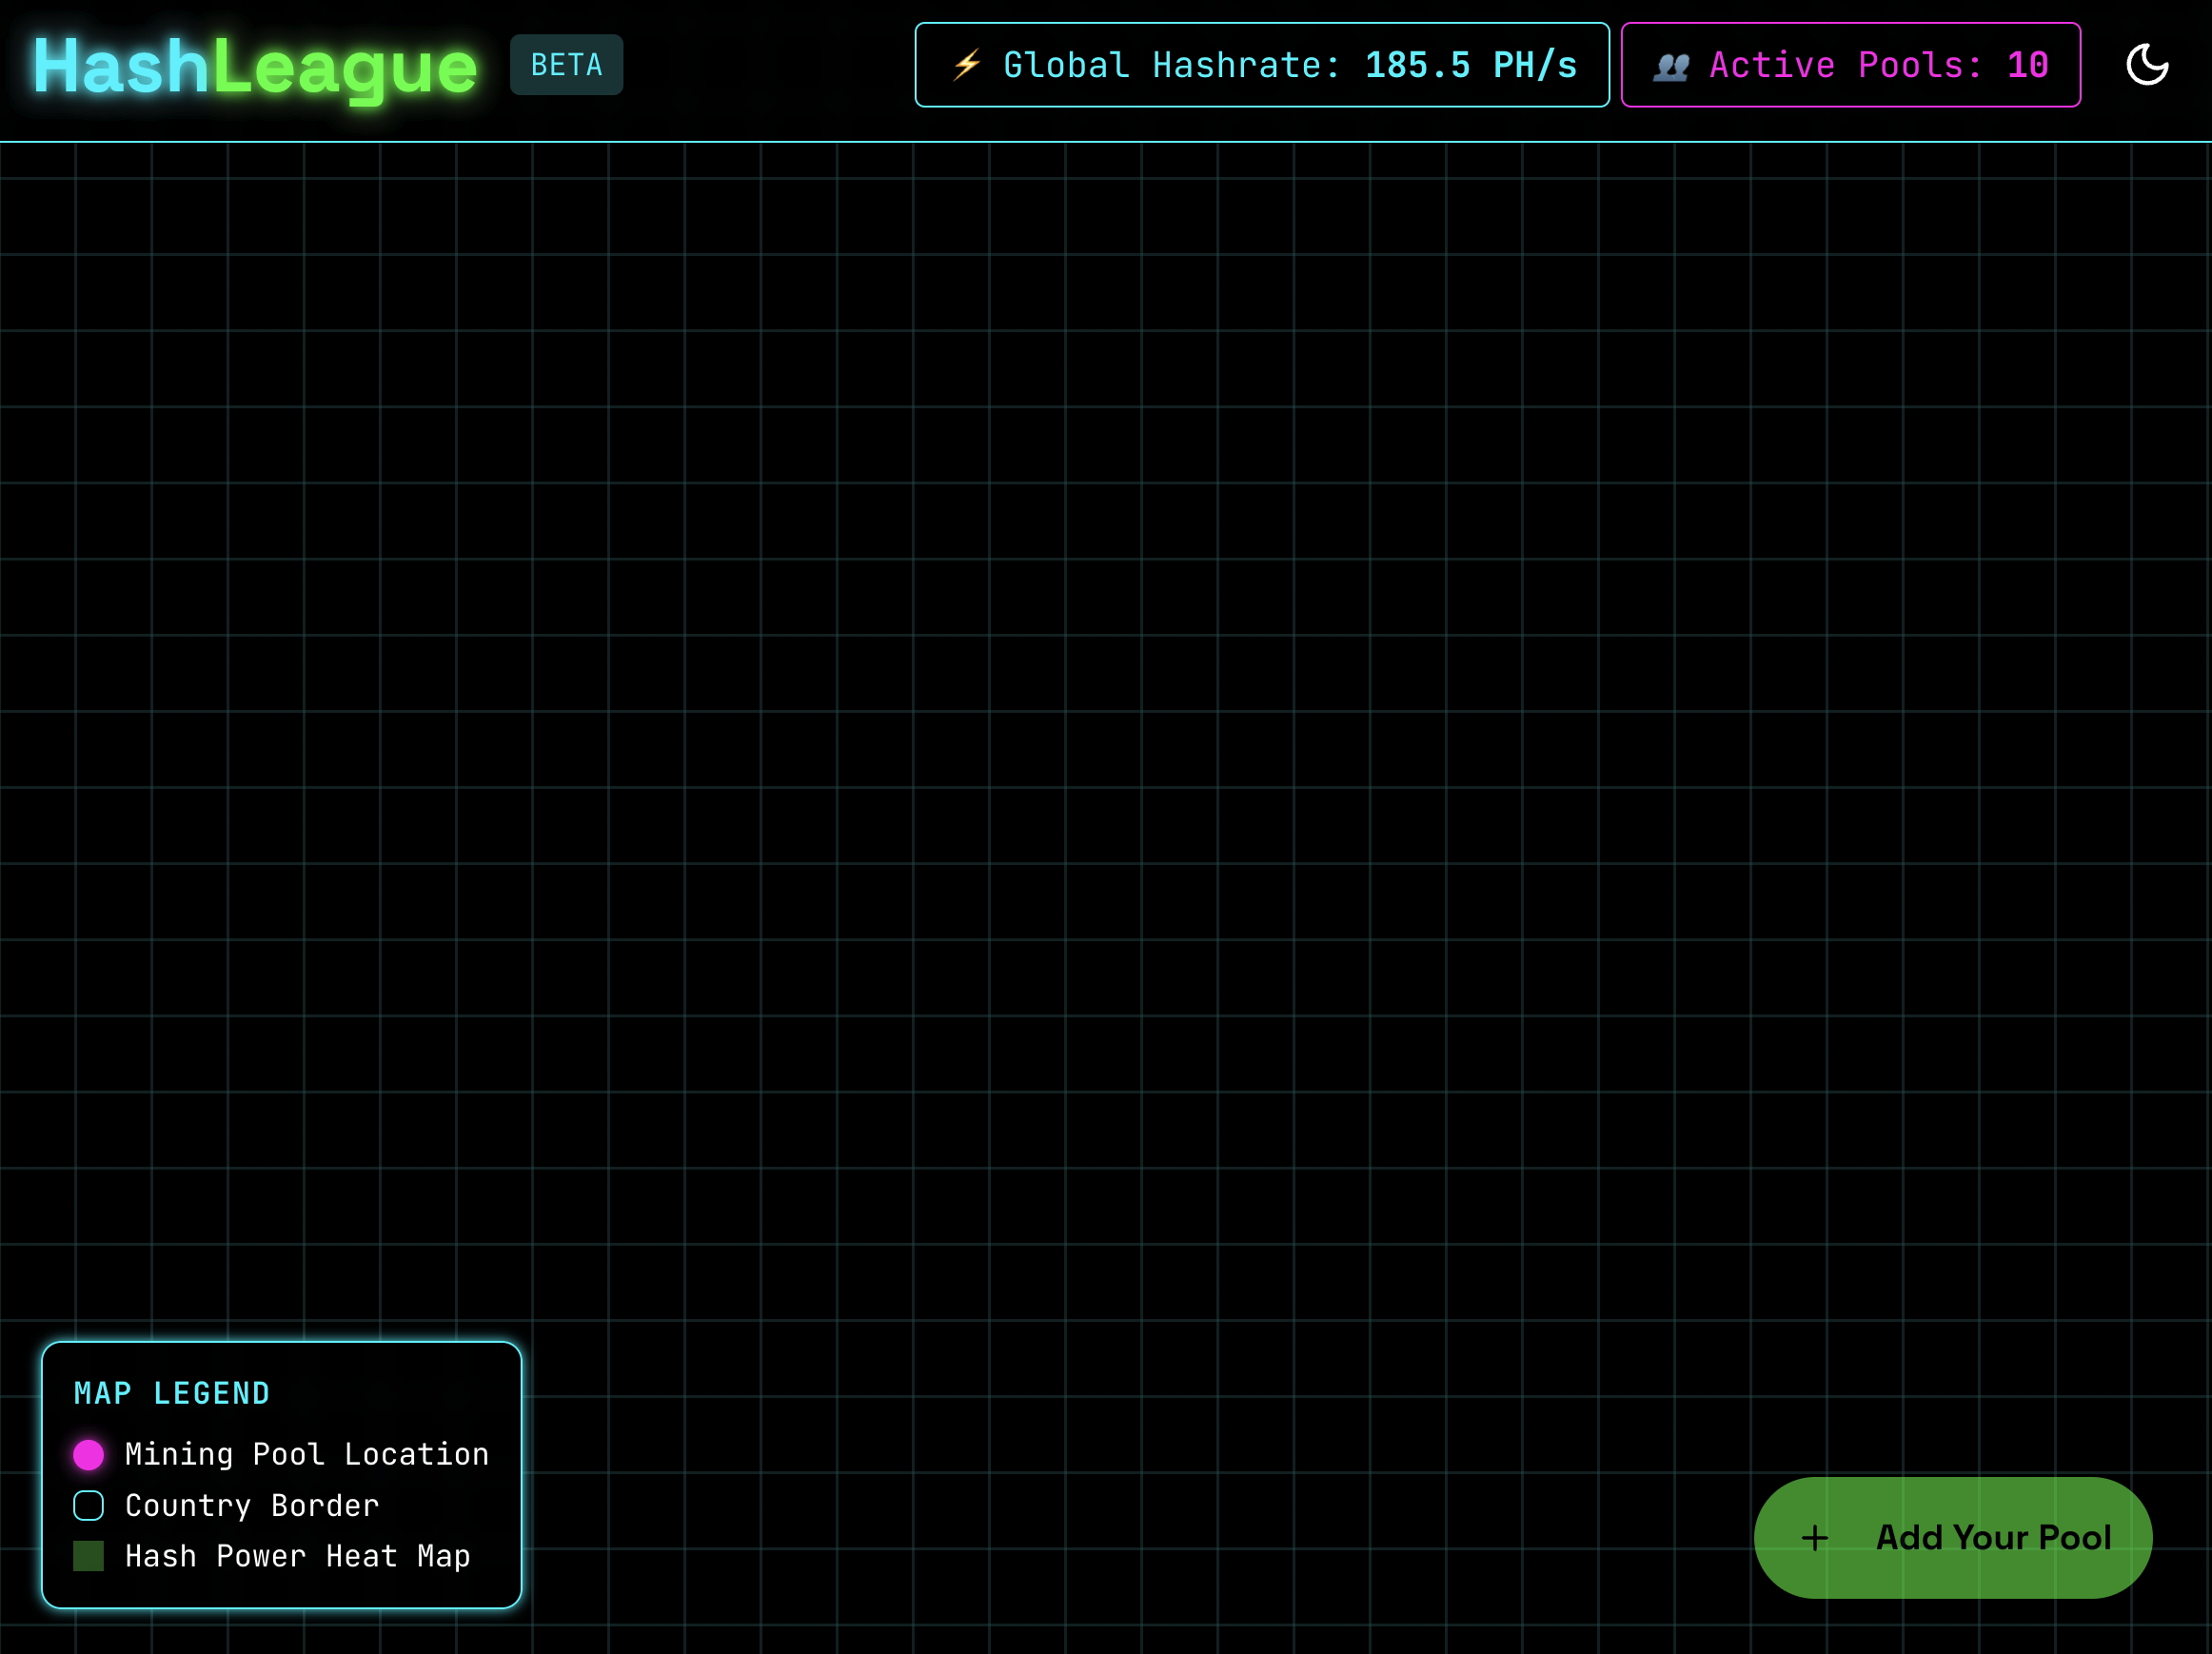 HashLeague BETA
⚡ Global Hashrate: 185.5 PH/s
👥 Active Pools: 10
MAP LEGEND
Mining Pool Location
Country Border
Hash Power Heat Map
+ Add Your Pool